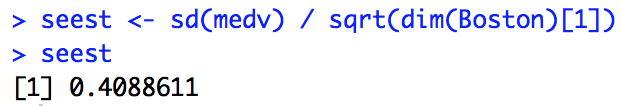 > seest <- sd(medv) / sqrt(dim(Boston)[1])
> seest
[1] 0.4088611